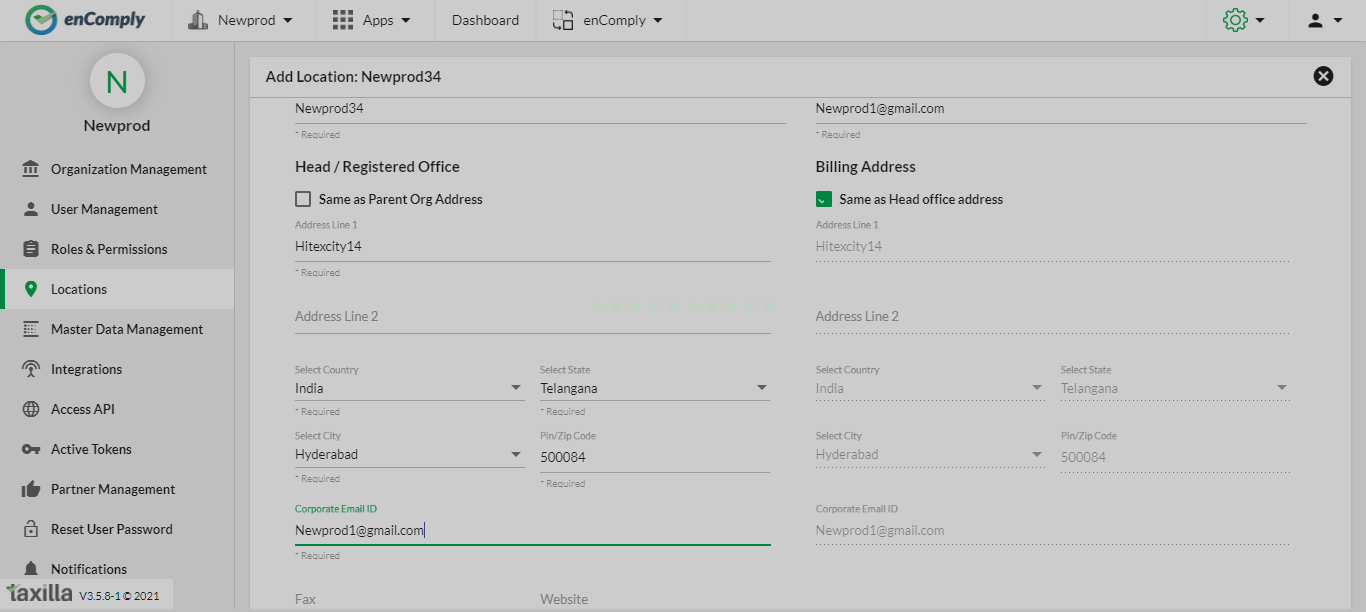 enComply Newprod Apps Dashboard enComply
N
Newprod
Organization Management
User Management
Roles & Permissions
Locations
Master Data Management
Integrations
Access API
Active Tokens
Partner Management
Reset User Password
Notifications
taxilla V3.5.8-1 © 2021
Add Location: Newprod34
Newprod34 Newprod1@gmail.com
* Required * Required
Head / Registered Office Billing Address
Same as Parent Org Address Same as Head office address
Address Line 1 Address Line 1
Hitexcity14 Hitexcity14
* Required
Address Line 2 Address Line 2
Select Country Select State Select Country Select State
India Telangana India Telangana
* Required * Required
Select City Pin/Zip Code Select City Pin/Zip Code
Hyderabad 500084 Hyderabad 500084
* Required * Required
Corporate Email ID Corporate Email ID
Newprod1@gmail.com Newprod1@gmail.com
* Required
Fax Website